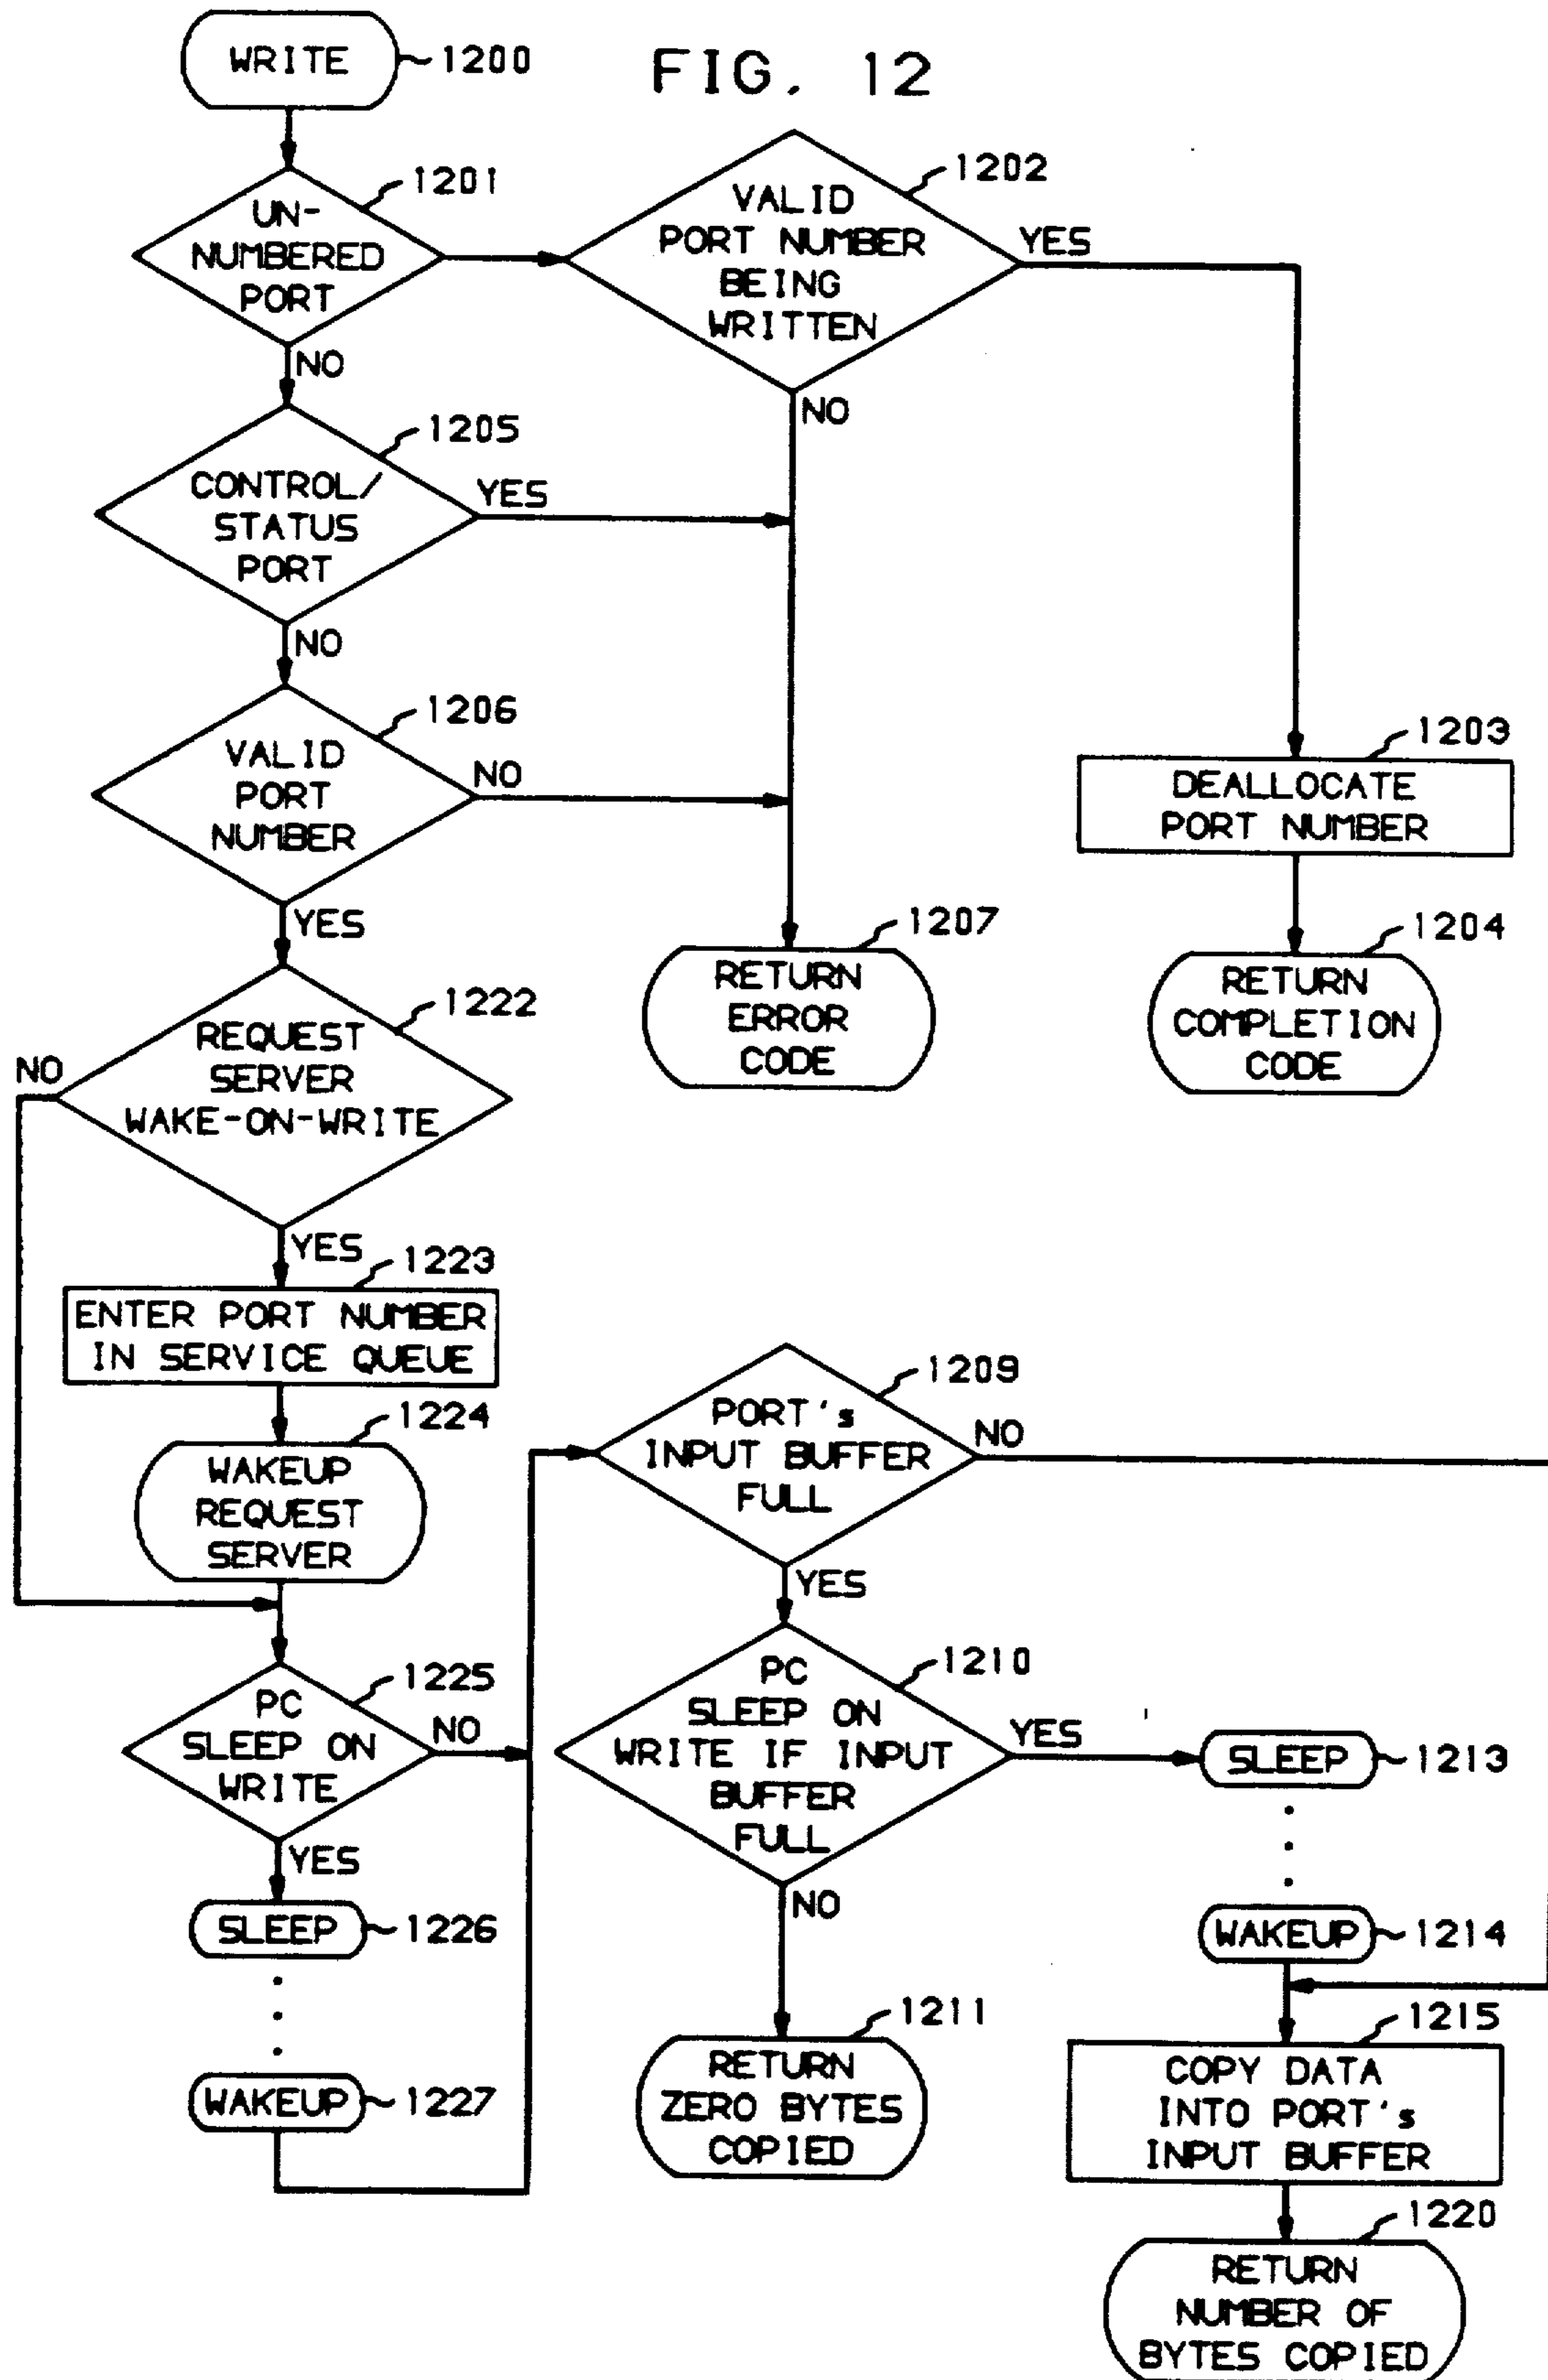 FIG. 12
WRITE
1200
UN-
NUMBERED
PORT
1201
NO
VALID
PORT NUMBER
BEING
WRITTEN
1202
YES
NO
CONTROL/
STATUS
PORT
1205
YES
NO
VALID
PORT
NUMBER
1206
NO
YES
DEALLOCATE
PORT NUMBER
1203
RETURN
ERROR
CODE
1207
RETURN
COMPLETION
CODE
1204
REQUEST
SERVER
WAKE-ON-WRITE
1222
NO
YES
ENTER PORT NUMBER
IN SERVICE QUEUE
1223
WAKEUP
REQUEST
SERVER
1224
PORT's
INPUT BUFFER
FULL
1209
NO
YES
PC
SLEEP ON
WRITE
1225
NO
YES
PC
SLEEP ON
WRITE IF INPUT
BUFFER
FULL
1210
YES
NO
SLEEP
1213
SLEEP
1226
WAKEUP
1214
WAKEUP
1227
RETURN
ZERO BYTES
COPIED
1211
COPY DATA
INTO PORT's
INPUT BUFFER
1215
RETURN
NUMBER OF
BYTES COPIED
1220